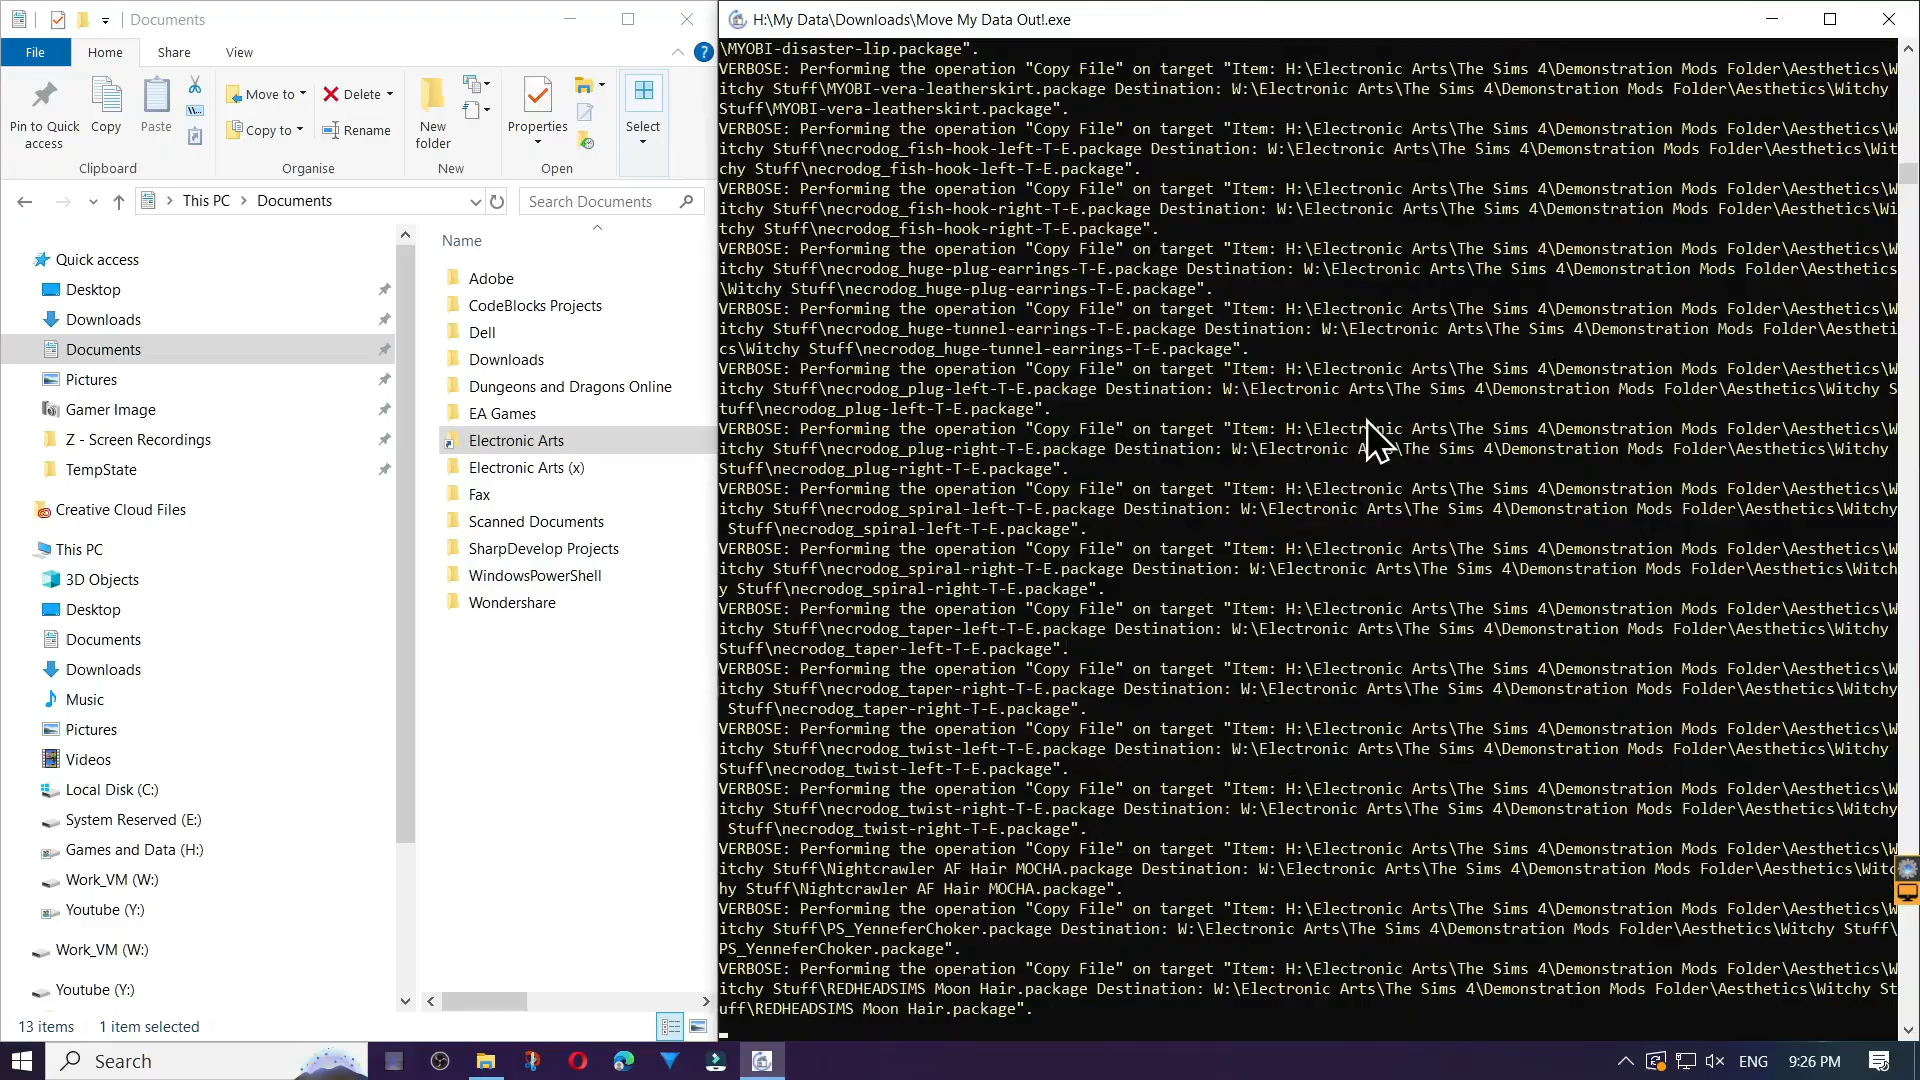 Documents
File
Home
Share
View
Pin to Quick
access
Copy
Paste
Clipboard
Move to
Copy to
Delete
Rename
Organise
New
folder
New
Properties
Open
Select
This PC
Documents
Search Documents
Quick access
Desktop
Downloads
Documents
Pictures
Gamer Image
Z - Screen Recordings
TempState
Creative Cloud Files
This PC
3D Objects
Desktop
Documents
Downloads
Music
Pictures
Videos
Local Disk (C:)
System Reserved (E:)
Games and Data (H:)
Work_VM (W:)
Youtube (Y:)
Work_VM (W:)
Youtube (Y:)
Name
Adobe
CodeBlocks Projects
Dell
Downloads
Dungeons and Dragons Online
EA Games
Electronic Arts
Electronic Arts (x)
Fax
Scanned Documents
SharpDevelop Projects
WindowsPowerShell
Wondershare
13 items
1 item selected
H:\My Data\Downloads\Move My Data Out!.exe
\MYOBI-disaster-lip.package".
VERBOSE: Performing the operation "Copy File" on target "Item: H:\Electronic Arts\The Sims 4\Demonstration Mods Folder\Aesthetics\W
itchy Stuff\MYOBI-vera-leatherskirt.package Destination: W:\Electronic Arts\The Sims 4\Demonstration Mods Folder\Aesthetics\Witchy
Stuff\MYOBI-vera-leatherskirt.package".
VERBOSE: Performing the operation "Copy File" on target "Item: H:\Electronic Arts\The Sims 4\Demonstration Mods Folder\Aesthetics\W
itchy Stuff\necrodog_fish-hook-left-T-E.package Destination: W:\Electronic Arts\The Sims 4\Demonstration Mods Folder\Aesthetics\Wit
chy Stuff\necrodog_fish-hook-left-T-E.package".
VERBOSE: Performing the operation "Copy File" on target "Item: H:\Electronic Arts\The Sims 4\Demonstration Mods Folder\Aesthetics\W
itchy Stuff\necrodog_fish-hook-right-T-E.package Destination: W:\Electronic Arts\The Sims 4\Demonstration Mods Folder\Aesthetics\Wi
tchy Stuff\necrodog_fish-hook-right-T-E.package".
VERBOSE: Performing the operation "Copy File" on target "Item: H:\Electronic Arts\The Sims 4\Demonstration Mods Folder\Aesthetics\W
itchy Stuff\necrodog_huge-plug-earrings-T-E.package Destination: W:\Electronic Arts\The Sims 4\Demonstration Mods Folder\Aesthetics
\Witchy Stuff\necrodog_huge-plug-earrings-T-E.package".
VERBOSE: Performing the operation "Copy File" on target "Item: H:\Electronic Arts\The Sims 4\Demonstration Mods Folder\Aesthetics\W
itchy Stuff\necrodog_huge-tunnel-earrings-T-E.package Destination: W:\Electronic Arts\The Sims 4\Demonstration Mods Folder\Aestheti
cs\Witchy Stuff\necrodog_huge-tunnel-earrings-T-E.package".
VERBOSE: Performing the operation "Copy File" on target "Item: H:\Electronic Arts\The Sims 4\Demonstration Mods Folder\Aesthetics\W
itchy Stuff\necrodog_plug-left-T-E.package Destination: W:\Electronic Arts\The Sims 4\Demonstration Mods Folder\Aesthetics\Witchy S
tuff\necrodog_plug-left-T-E.package".
VERBOSE: Performing the operation "Copy File" on target "Item: H:\Electronic Arts\The Sims 4\Demonstration Mods Folder\Aesthetics\W
itchy Stuff\necrodog_plug-right-T-E.package Destination: W:\Electronic Arts\The Sims 4\Demonstration Mods Folder\Aesthetics\Witchy
Stuff\necrodog_plug-right-T-E.package".
VERBOSE: Performing the operation "Copy File" on target "Item: H:\Electronic Arts\The Sims 4\Demonstration Mods Folder\Aesthetics\W
itchy Stuff\necrodog_spiral-left-T-E.package Destination: W:\Electronic Arts\The Sims 4\Demonstration Mods Folder\Aesthetics\Witchy
Stuff\necrodog_spiral-left-T-E.package".
VERBOSE: Performing the operation "Copy File" on target "Item: H:\Electronic Arts\The Sims 4\Demonstration Mods Folder\Aesthetics\W
itchy Stuff\necrodog_spiral-right-T-E.package Destination: W:\Electronic Arts\The Sims 4\Demonstration Mods Folder\Aesthetics\Witch
y Stuff\necrodog_spiral-right-T-E.package".
VERBOSE: Performing the operation "Copy File" on target "Item: H:\Electronic Arts\The Sims 4\Demonstration Mods Folder\Aesthetics\W
itchy Stuff\necrodog_taper-left-T-E.package Destination: W:\Electronic Arts\The Sims 4\Demonstration Mods Folder\Aesthetics\Witchy
Stuff\necrodog_taper-left-T-E.package".
VERBOSE: Performing the operation "Copy File" on target "Item: H:\Electronic Arts\The Sims 4\Demonstration Mods Folder\Aesthetics\W
itchy Stuff\necrodog_taper-right-T-E.package Destination: W:\Electronic Arts\The Sims 4\Demonstration Mods Folder\Aesthetics\Witchy
Stuff\necrodog_taper-right-T-E.package".
VERBOSE: Performing the operation "Copy File" on target "Item: H:\Electronic Arts\The Sims 4\Demonstration Mods Folder\Aesthetics\W
itchy Stuff\necrodog_twist-left-T-E.package Destination: W:\Electronic Arts\The Sims 4\Demonstration Mods Folder\Aesthetics\Witchy
Stuff\necrodog_twist-left-T-E.package".
VERBOSE: Performing the operation "Copy File" on target "Item: H:\Electronic Arts\The Sims 4\Demonstration Mods Folder\Aesthetics\W
itchy Stuff\necrodog_twist-right-T-E.package Destination: W:\Electronic Arts\The Sims 4\Demonstration Mods Folder\Aesthetics\Witchy
Stuff\necrodog_twist-right-T-E.package".
VERBOSE: Performing the operation "Copy File" on target "Item: H:\Electronic Arts\The Sims 4\Demonstration Mods Folder\Aesthetics\W
itchy Stuff\Nightcrawler AF Hair MOCHA.package Destination: W:\Electronic Arts\The Sims 4\Demonstration Mods Folder\Aesthetics\Witc
hy Stuff\Nightcrawler AF Hair MOCHA.package".
VERBOSE: Performing the operation "Copy File" on target "Item: H:\Electronic Arts\The Sims 4\Demonstration Mods Folder\Aesthetics\W
itchy Stuff\PS_YenneferChoker.package Destination: W:\Electronic Arts\The Sims 4\Demonstration Mods Folder\Aesthetics\Witchy Stuff\
PS_YenneferChoker.package".
VERBOSE: Performing the operation "Copy File" on target "Item: H:\Electronic Arts\The Sims 4\Demonstration Mods Folder\Aesthetics\W
itchy Stuff\REDHEADSIMS Moon Hair.package Destination: W:\Electronic Arts\The Sims 4\Demonstration Mods Folder\Aesthetics\Witchy St
uff\REDHEADSIMS Moon Hair.package".
Search
ENG
9:26 PM